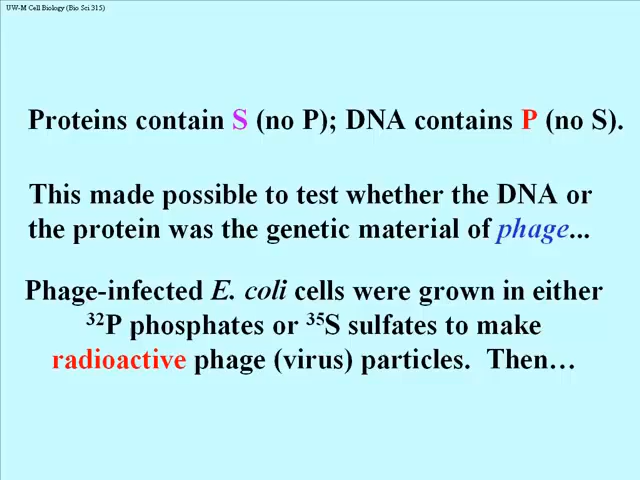 UW-M Cell Biology (Bio Sci 315)
Proteins contain S (no P); DNA contains P (no S).
This made possible to test whether the DNA or
the protein was the genetic material of phage...
Phage-infected E. coli cells were grown in either
³²P phosphates or ³⁵S sulfates to make
radioactive phage (virus) particles. Then…